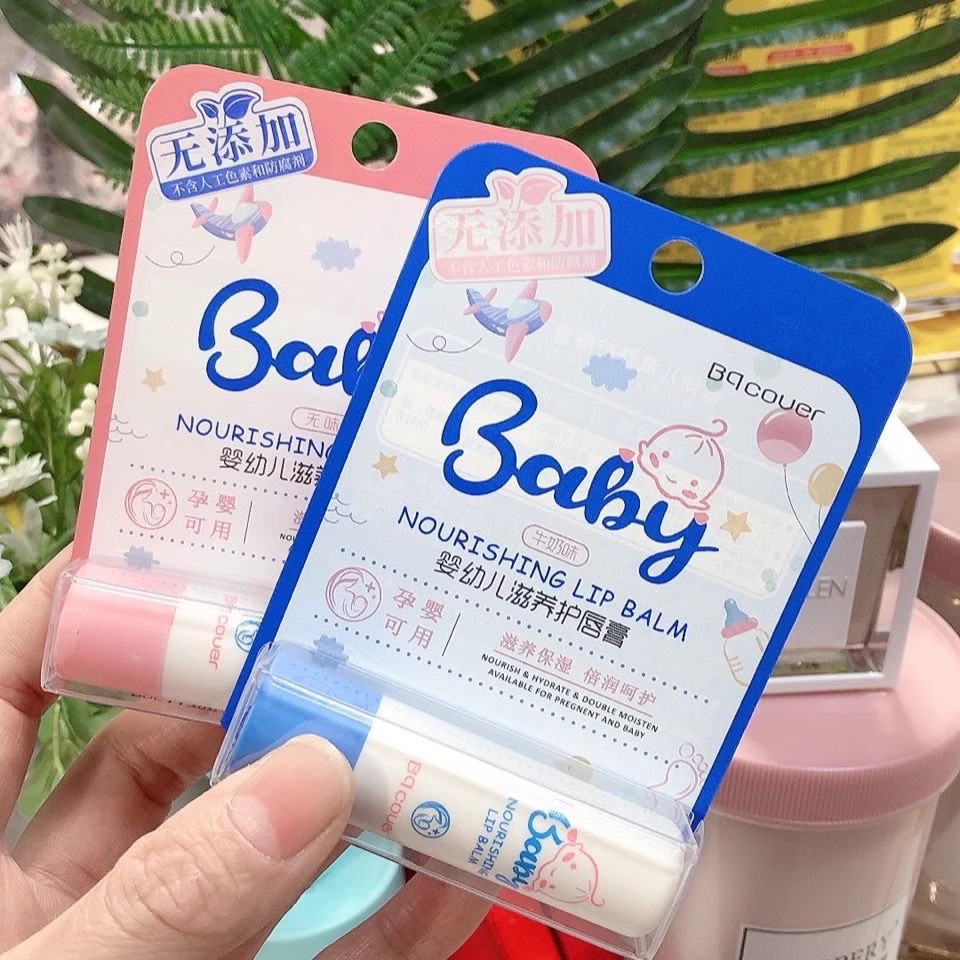 无添加
不含人工色素和防腐剂
Bab
无味
NOURISHING
婴幼儿滋养
孕婴
可用
Bqcover
无添加
不含人工色素和防腐剂
Bqcover
Baby
牛奶味
NOURISHING LIP BALM
婴幼儿滋养护唇膏
孕婴
可用
滋养保湿 倍润呵护
NOURISH & HYDRATE & DOUBLE MOISTEN
AVAILABLE FOR PREGNENT AND BABY
Bqcover
NOURISHING
LIP BALM
Baby
LEN